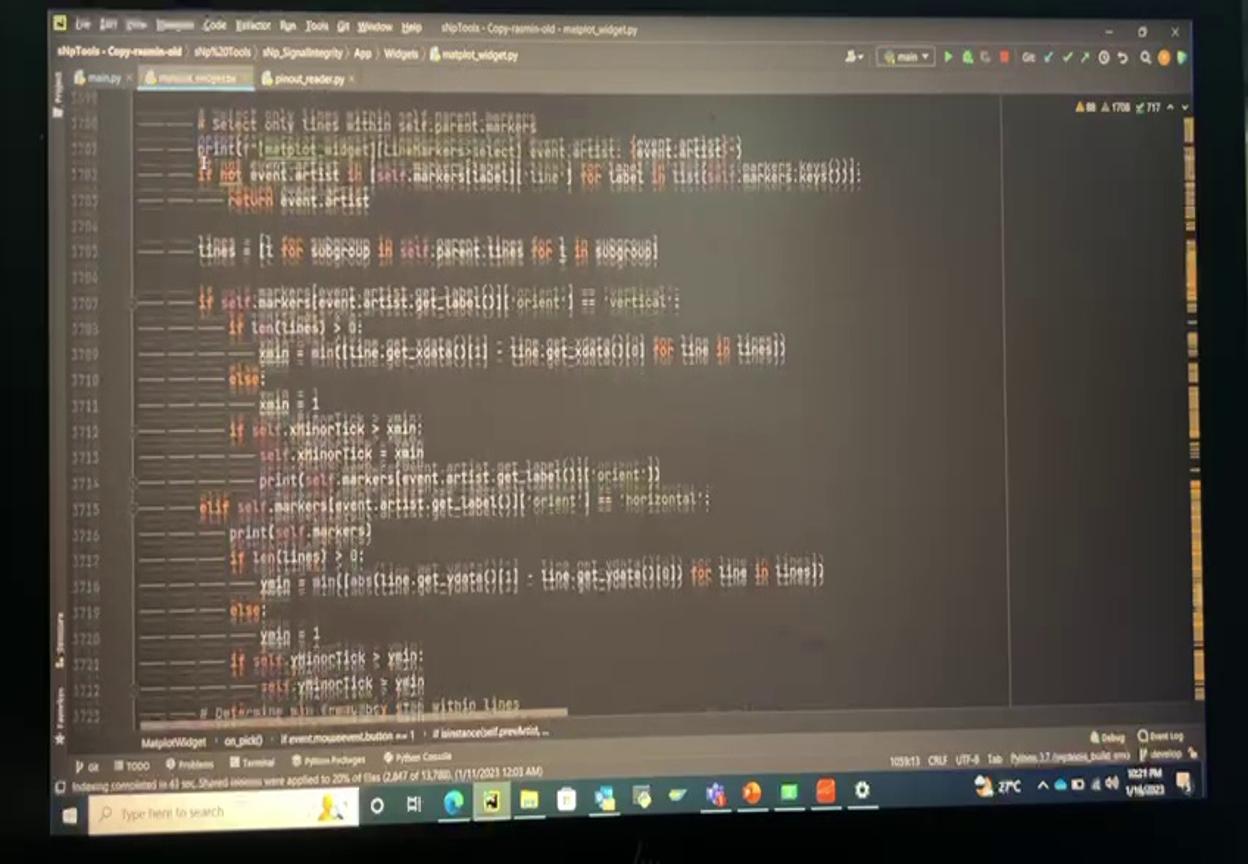 Code Refactor Run Tools Git Window Help sNpTools - Copy-rasmin-old - matplot_widget.py
sNpTools - Copy-rasmin-old sNp%20Tools sNp_SignalIntegrity App Widgets matplot_widget.py main Git:
main.py matplot_widget.py pinout_reader.py
Project
88 1708 717
# Select only lines within self.parent.markers
3701 print(f"[matplot_widget][LineMarkers:Select] event.artist: {event.artist}")
3702 if not event.artist in [self.markers[label]['line'] for label in list(self.markers.keys())]:
3703 return event.artist
3704
3705 lines = [l for subgroup in self.parent.lines for l in subgroup]
3706
3707 if self.markers[event.artist.get_label()]['orient'] == 'vertical':
3708 if len(lines) > 0:
3709 xmin = min([line.get_xdata()[1] - line.get_xdata()[0] for line in lines])
3710 else:
3711 xmin = 1
3712 if self.xMinorTick > xmin:
3713 self.xMinorTick = xmin
3714 print(self.markers[event.artist.get_label()]['orient'])
3715 elif self.markers[event.artist.get_label()]['orient'] == 'horizontal':
3716 print(self.markers)
3717 if len(lines) > 0:
3718 ymin = min([abs(line.get_ydata()[1] - line.get_ydata()[0]) for line in lines])
3719 else:
3720 ymin = 1
3721 if self.yMinorTick > ymin:
3722 self.yMinorTick = ymin
3723 # Determine min step within lines
Structure
Favorites
MatplotWidget on_pick() if event.mouseevent.button == 1 if isinstance(self.prevArtist, ...
Git TODO Problems Terminal Python Packages Python Console Debug Event Log
Indexing completed in 43 sec. Shared indexes were applied to 20% of files (2,847 of 13,780). (1/11/2023 12:03 AM) 1059:13 CRLF UTF-8 Tab Python 3.7 develop
Type here to search 27°C 10:21 PM
1/16/2023